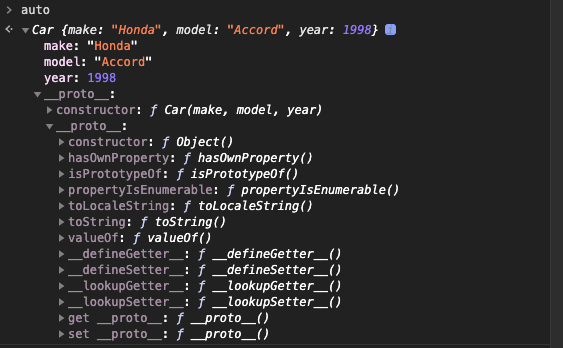 > auto
Car {make: "Honda", model: "Accord", year: 1998} i
make: "Honda"
model: "Accord"
year: 1998
__proto__:
constructor: ƒ Car(make, model, year)
__proto__:
constructor: ƒ Object()
hasOwnProperty: ƒ hasOwnProperty()
isPrototypeOf: ƒ isPrototypeOf()
propertyIsEnumerable: ƒ propertyIsEnumerable()
toLocaleString: ƒ toLocaleString()
toString: ƒ toString()
valueOf: ƒ valueOf()
__defineGetter__: ƒ __defineGetter__()
__defineSetter__: ƒ __defineSetter__()
__lookupGetter__: ƒ __lookupGetter__()
__lookupSetter__: ƒ __lookupSetter__()
get __proto__: ƒ __proto__()
set __proto__: ƒ __proto__()